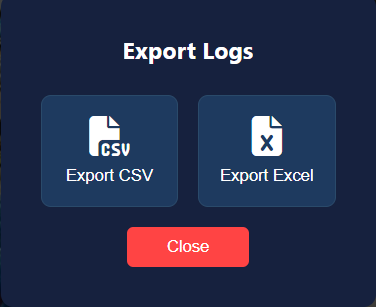 Export Logs
CSV
X
Export CSV
Export Excel
Close